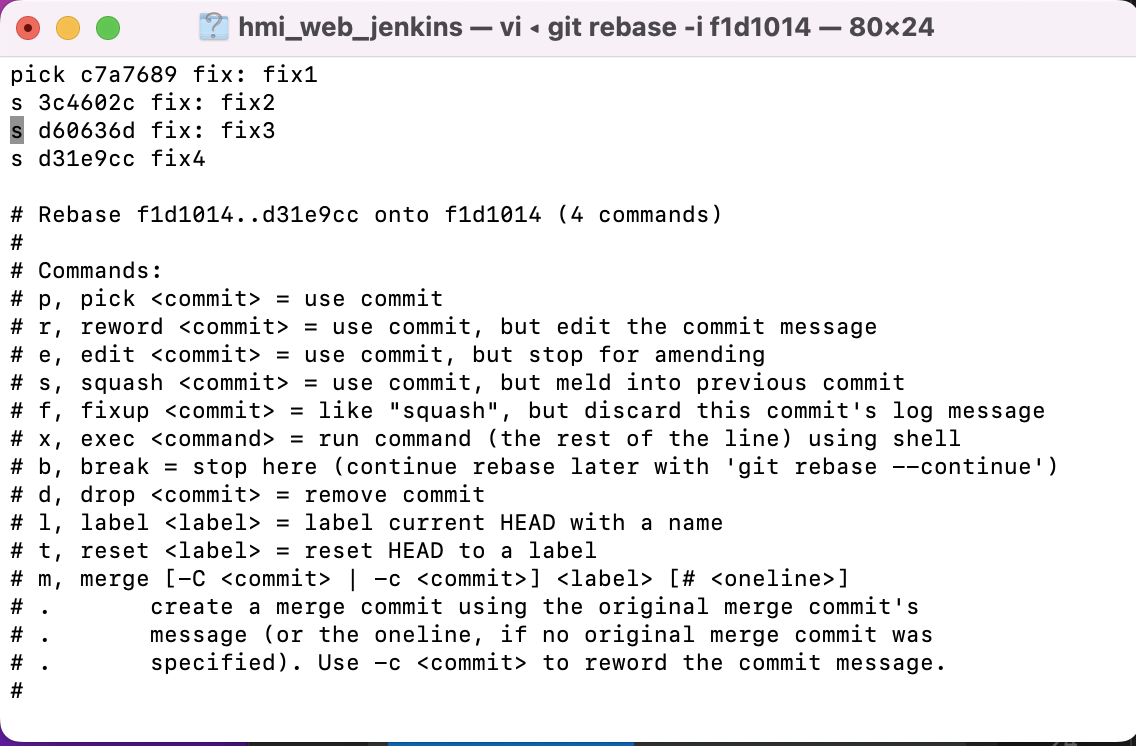 hmi_web_jenkins — vi ◂ git rebase -i f1d1014 — 80×24
pick c7a7689 fix: fix1
s 3c4602c fix: fix2
s d60636d fix: fix3
s d31e9cc fix4
# Rebase f1d1014..d31e9cc onto f1d1014 (4 commands)
#
# Commands:
# p, pick <commit> = use commit
# r, reword <commit> = use commit, but edit the commit message
# e, edit <commit> = use commit, but stop for amending
# s, squash <commit> = use commit, but meld into previous commit
# f, fixup <commit> = like "squash", but discard this commit's log message
# x, exec <command> = run command (the rest of the line) using shell
# b, break = stop here (continue rebase later with 'git rebase --continue')
# d, drop <commit> = remove commit
# l, label <label> = label current HEAD with a name
# t, reset <label> = reset HEAD to a label
# m, merge [-C <commit> | -c <commit>] <label> [# <oneline>]
# .       create a merge commit using the original merge commit's
# .       message (or the oneline, if no original merge commit was
# .       specified). Use -c <commit> to reword the commit message.
#